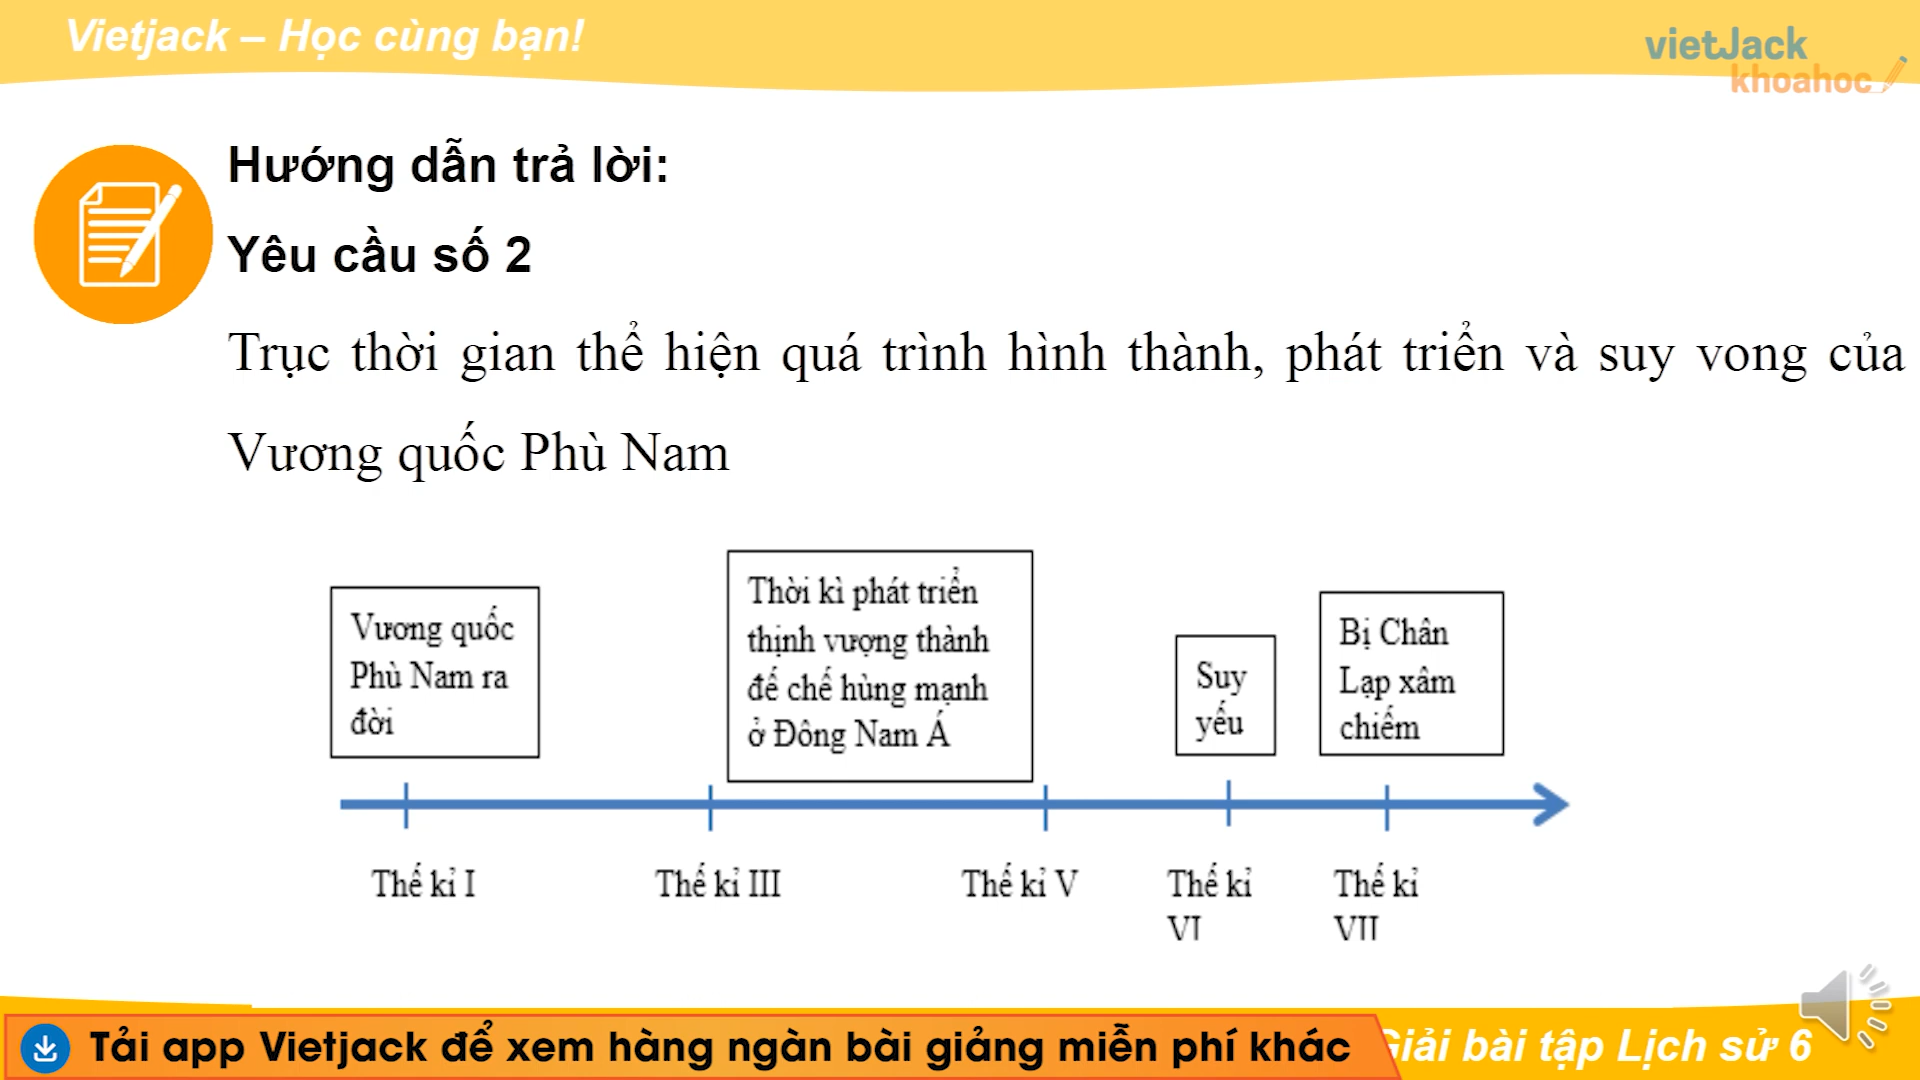 Vietjack – Học cùng bạn!
vietJack
khoahoc
Hướng dẫn trả lời:
Yêu cầu số 2
Trục thời gian thể hiện quá trình hình thành, phát triển và suy vong của
Vương quốc Phù Nam
Vương quốc
Phù Nam ra
đời
Thời kì phát triển
thịnh vượng thành
đế chế hùng mạnh
ở Đông Nam Á
Suy
yếu
Bị Chân
Lạp xâm
chiếm
Thế kỉ I
Thế kỉ III
Thế kỉ V
Thế kỉ
VI
Thế kỉ
VII
Tải app Vietjack để xem hàng ngàn bài giảng miễn phí khác
Giải bài tập Lịch sử 6